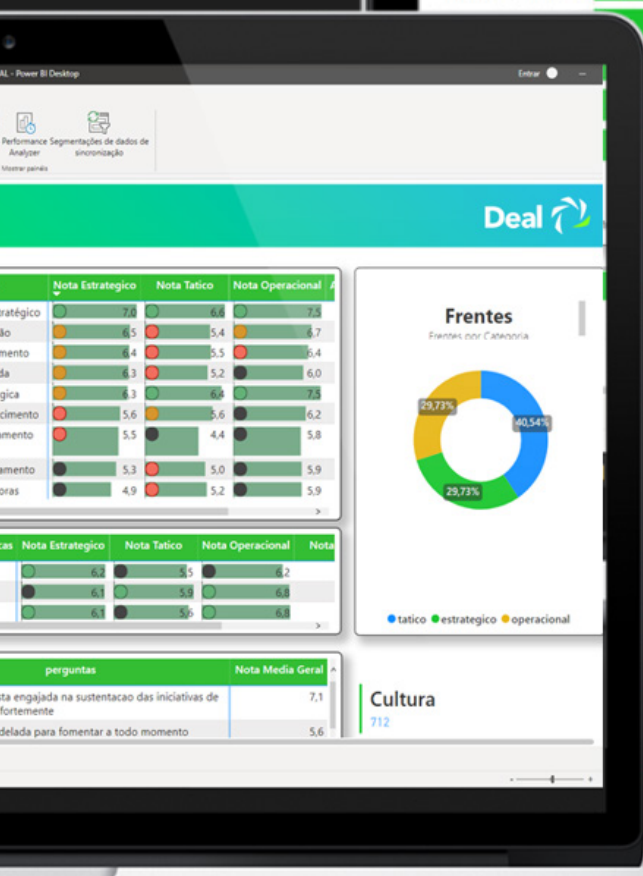 AL - Power BI Desktop
Entrar
Performance Analyzer
Segmentações de dados de sincronização
Mostrar painéis
Deal
Nota Estrategico Nota Tatico Nota Operacional
ratégico 7,0 6,6 7,5
ão 6,5 5,4 6,7
mento 6,4 5,5 6,4
da 6,3 5,2 6,0
gica 6,3 6,4 7,5
cimento 5,6 5,6 6,2
mento 5,5 4,4 5,8
amento 5,3 5,0 5,9
oras 4,9 5,2 5,9
Frentes
Frentes por Categoria
29,73%
40,54%
29,73%
tatico estrategico operacional
cas Nota Estrategico Nota Tatico Nota Operacional Nota
6,2 5,5 6,2
6,1 5,9 6,8
6,1 5,6 6,8
perguntas Nota Media Geral
sta engajada na sustentacao das iniciativas de 7,1
fortemente
delada para fomentar a todo momento 5,6
Cultura
712